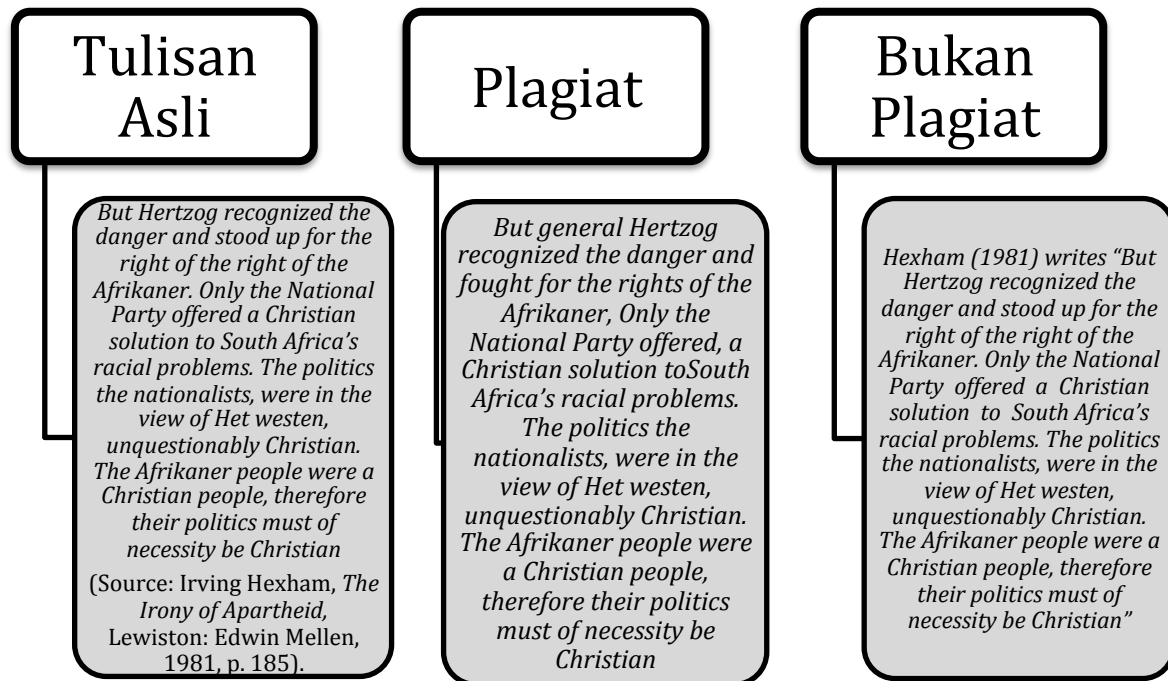 Tulisan
Asli
But Hertzog recognized the
danger and stood up for the
right of the right of the
Afrikaner. Only the National
Party offered a Christian
solution to South Africa’s
racial problems. The politics
the nationalists, were in the
view of Het westen,
unquestionably Christian.
The Afrikaner people were a
Christian people, therefore
their politics must of
necessity be Christian
(Source: Irving Hexham, The
Irony of Apartheid,
Lewiston: Edwin Mellen,
1981, p. 185).
Plagiat
But general Hertzog
recognized the danger and
fought for the rights of the
Afrikaner, Only the
National Party offered, a
Christian solution toSouth
Africa’s racial problems.
The politics the
nationalists, were in the
view of Het westen,
unquestionably Christian.
The Afrikaner people were
a Christian people,
therefore their politics
must of necessity be
Christian
Bukan
Plagiat
Hexham (1981) writes “But
Hertzog recognized the
danger and stood up for the
right of the right of the
Afrikaner. Only the National
Party offered a Christian
solution to South Africa’s
racial problems. The politics
the nationalists, were in the
view of Het westen,
unquestionably Christian.
The Afrikaner people were a
Christian people, therefore
their politics must of
necessity be Christian”